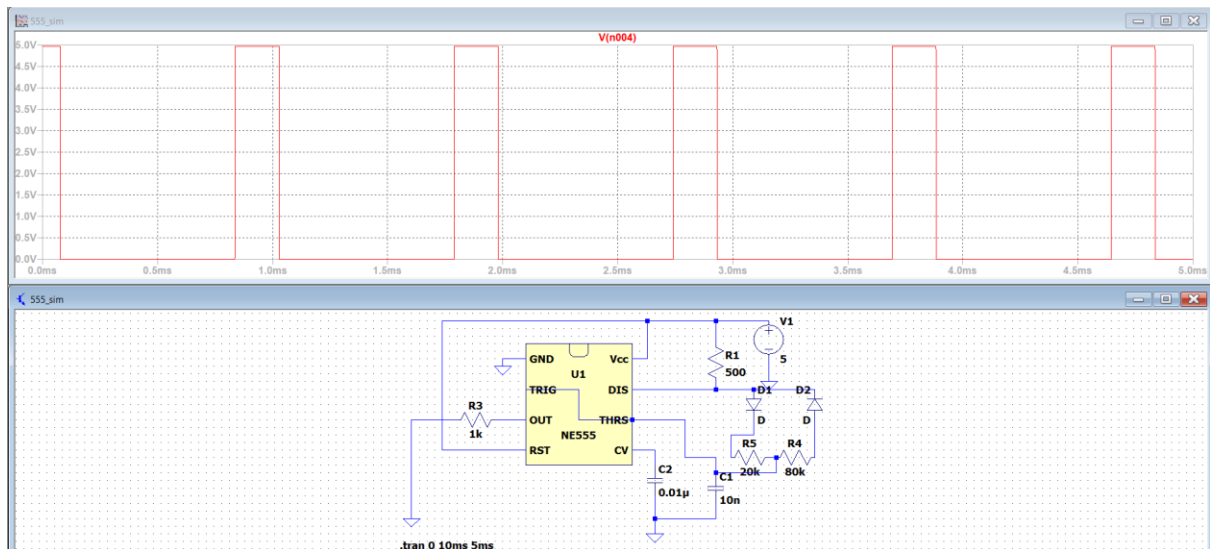 555_sim
V(n004)
5.0V
4.5V
4.0V
3.5V
3.0V
2.5V
2.0V
1.5V
1.0V
0.5V
0.0V
0.0ms 0.5ms 1.0ms 1.5ms 2.0ms 2.5ms 3.0ms 3.5ms 4.0ms 4.5ms 5.0ms
555_sim
V1
GND Vcc R1 5
U1 500
TRIG DIS D1 D2
R3 OUT THRS D D
1k NE555 R5 R4
RST CV 20k 80k
C2 C1
0.01µ 10n
.tran 0 10ms 5ms